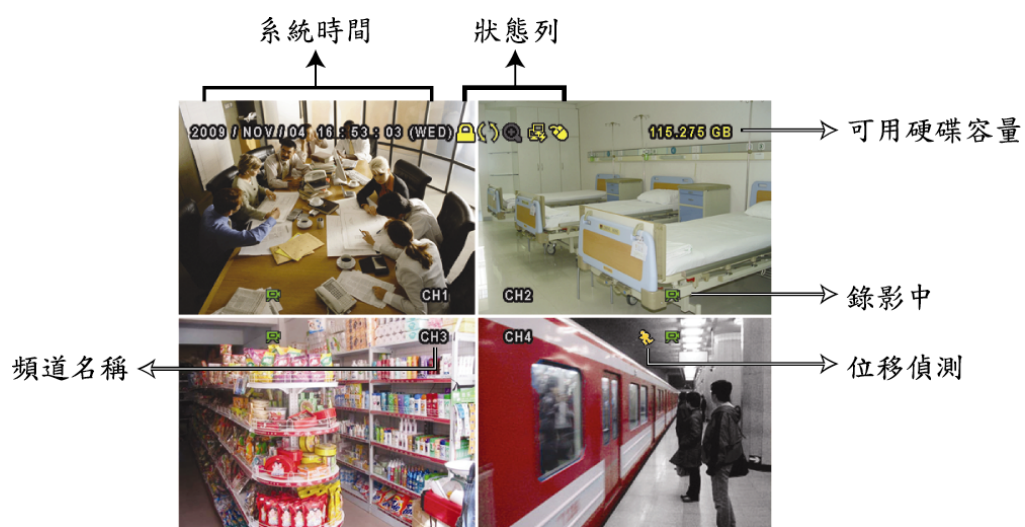 系統時間
狀態列
2009 / NOV / 04 16 : 53 : 03 (WED)
115.275 GB
可用硬碟容量
CH1
CH2
錄影中
CH3
CH4
頻道名稱
位移偵測